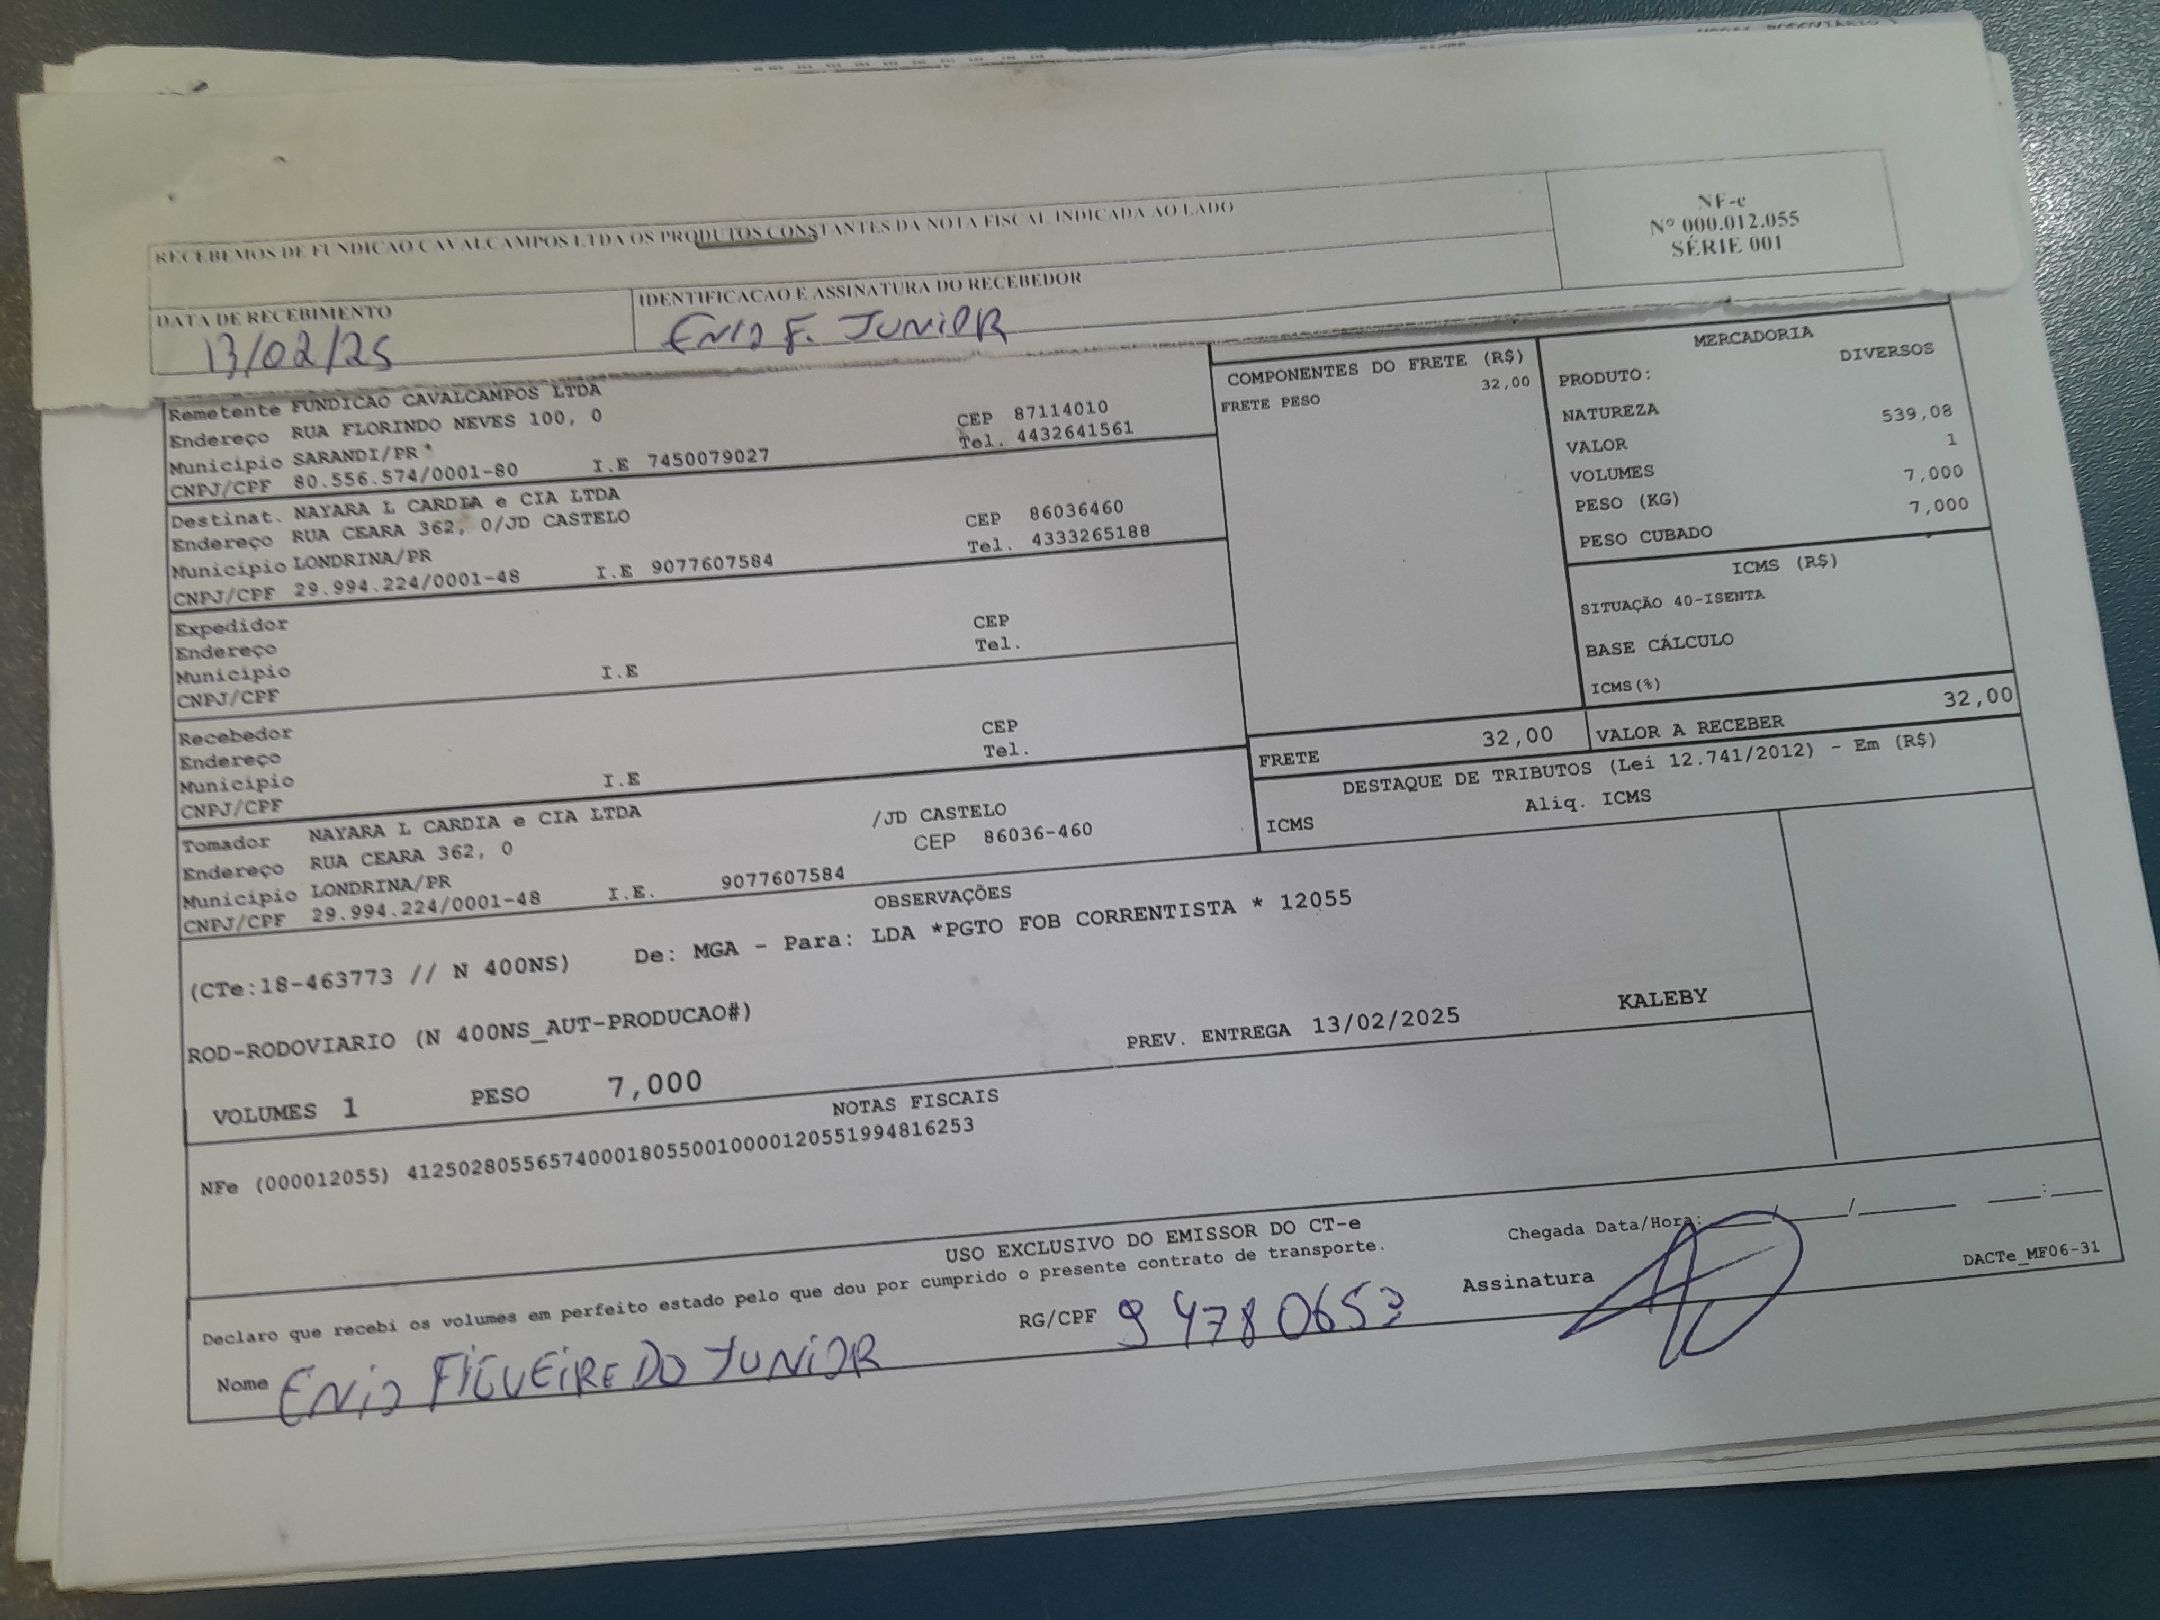 RECEBEMOS DE FUNDICAO CAVALCAMPOS LTDA OS PRODUTOS CONSTANTES DA NOTA FISCAL INDICADA AO LADO
NF-e
Nº 000.012.055
SÉRIE 001
DATA DE RECEBIMENTO
13/02/25
IDENTIFICACAO E ASSINATURA DO RECEBEDOR
ENIO F. JUNIOR
Remetente FUNDICAO CAVALCAMPOS LTDA
Endereço RUA FLORINDO NEVES 100, 0 CEP 87114010
Município SARANDI/PR Tel. 4432641561
CNPJ/CPF 80.556.574/0001-80 I.E 7450079027
Destinat. NAYARA L CARDIA e CIA LTDA
Endereço RUA CEARA 362, 0/JD CASTELO CEP 86036460
Município LONDRINA/PR Tel. 4333265188
CNPJ/CPF 29.994.224/0001-48 I.E 9077607584
Expedidor
Endereço CEP
Município I.E Tel.
CNPJ/CPF
Recebedor
Endereço CEP
Município I.E Tel.
CNPJ/CPF
Tomador NAYARA L CARDIA e CIA LTDA
Endereço RUA CEARA 362, 0 /JD CASTELO
Município LONDRINA/PR CEP 86036-460
CNPJ/CPF 29.994.224/0001-48 I.E. 9077607584
COMPONENTES DO FRETE (R$)
FRETE PESO 32,00
FRETE 32,00
MERCADORIA
PRODUTO: DIVERSOS
NATUREZA
VALOR 539,08
VOLUMES 1
PESO (KG) 7,000
PESO CUBADO 7,000
ICMS (R$)
SITUAÇÃO 40-ISENTA
BASE CÁLCULO
ICMS(%)
VALOR A RECEBER 32,00
DESTAQUE DE TRIBUTOS (Lei 12.741/2012) - Em (R$)
ICMS Aliq. ICMS
OBSERVAÇÕES
(CTe:18-463773 // N 400NS) De: MGA - Para: LDA *PGTO FOB CORRENTISTA * 12055
ROD-RODOVIARIO (N 400NS_AUT-PRODUCAO#)
PREV. ENTREGA 13/02/2025 KALEBY
VOLUMES 1 PESO 7,000
NOTAS FISCAIS
NFe (000012055) 41250280556574000180550010000120551994816253
USO EXCLUSIVO DO EMISSOR DO CT-e
Declaro que recebi os volumes em perfeito estado pelo que dou por cumprido o presente contrato de transporte.
Chegada Data/Hora: ____/____/____ ____:____
Nome ENIO FIGUEIREDO JUNIOR RG/CPF 94780653 Assinatura
DACTe_MF06-31